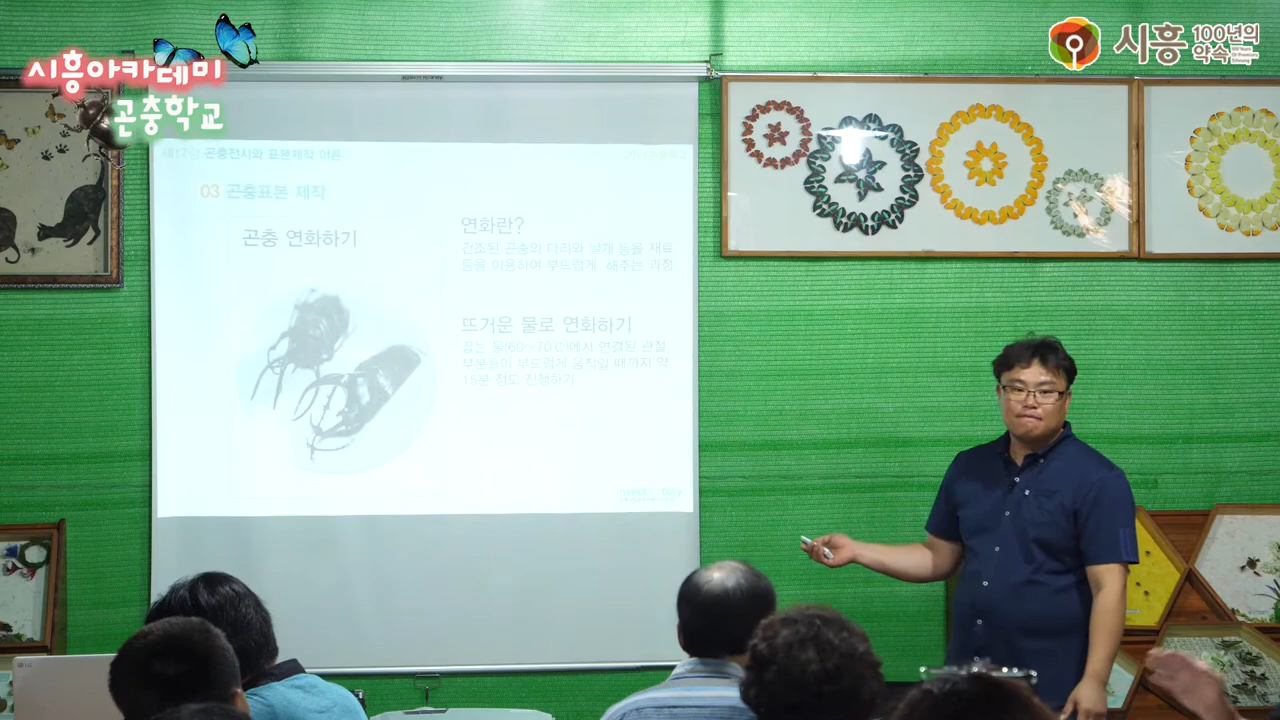 시흥아카데미
곤충학교
시흥 100년의
약속
제12강 곤충전시와 표본제작 이론
03 곤충표본 제작
곤충 연화하기
연화란?
건조된 곤충의 다리와 날개 등을 재료
등을 이용하여 부드럽게 해주는 과정
뜨거운 물로 연화하기
끓는 물(60~70℃)에서 연결된 관절
부분들이 부드럽게 움직일 때까지 약
15분 정도 진행하기
LG